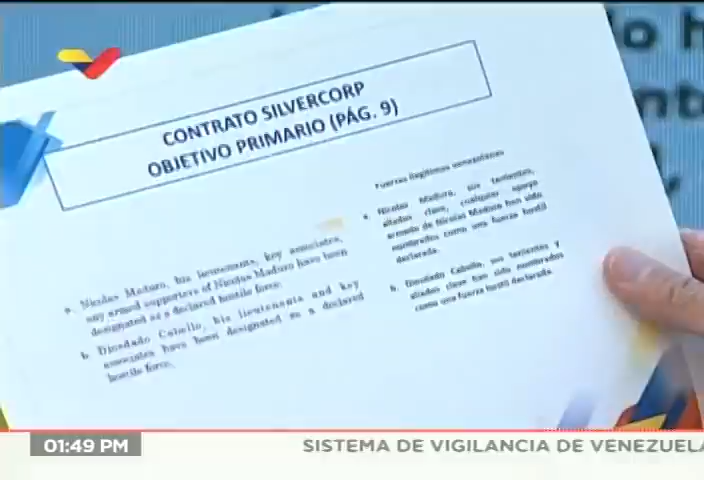 lo h
nt
CONTRATO SILVERCORP
OBJETIVO PRIMARIO (PÁG. 9)
a. Nicolas Maduro, his lieutenants, key associates,
any armed supporters of Nicolas Maduro have been
designated as a declared hostile force.
b. Diosdado Cabello, his lieutenants and key
associates have been designated as a declared
hostile force.
Fuerzas ilegítimas venezolanas
a. Nicolas Maduro, sus tenientes,
aliados clave, cualquier apoyo
armado de Nicolas Maduro han sido
nombrados como una fuerza hostil
declarada.
b. Diosdado Cabello, sus tenientes y
aliados clave han sido nombrados
como una fuerza hostil declarada.
01:49 PM
SISTEMA DE VIGILANCIA DE VENEZUELA